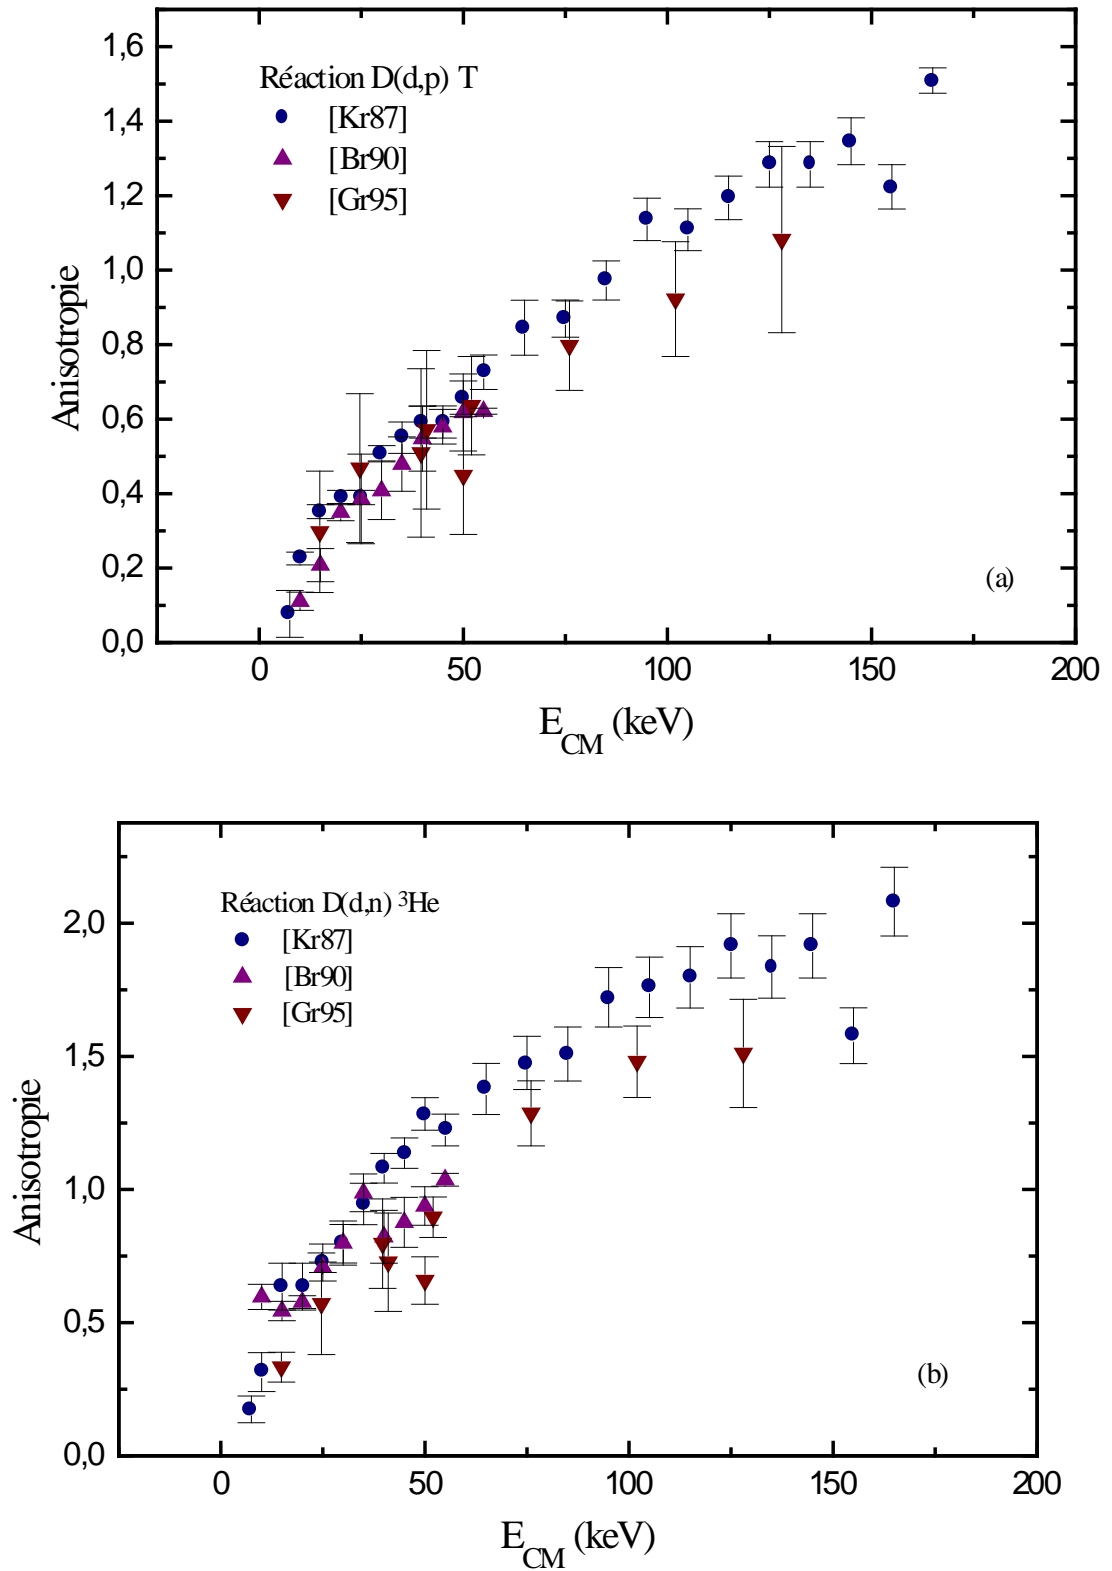 1,6
Réaction D(d,p) T
[Kr87]
1,4
[Br90]
[Gr95]
1,2
1,0
Anisotropie
0,8
0,6
0,4
0,2
(a)
0,0
0 50 100 150 200
E_CM (keV)
Réaction D(d,n) ³He
2,0
[Kr87]
[Br90]
[Gr95]
1,5
Anisotropie
1,0
0,5
(b)
0,0
0 50 100 150 200
E_CM (keV)